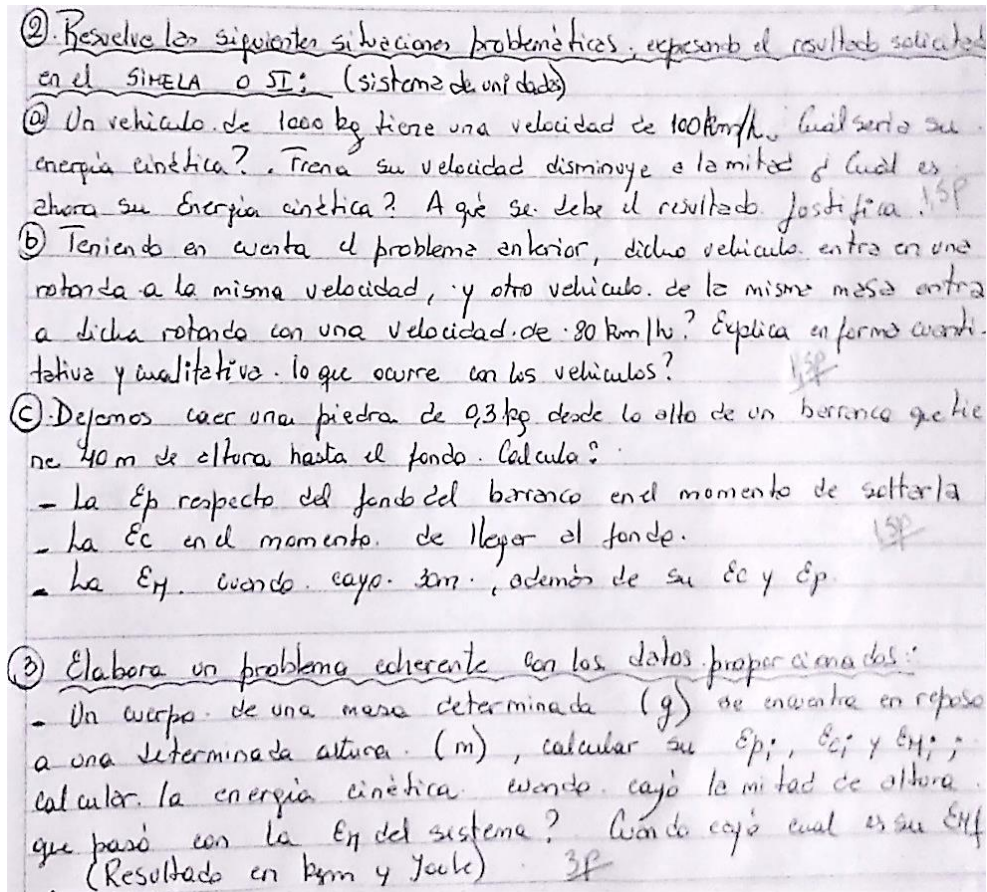 ②. Resuelve las siguientes situaciones problemáticas; expresando el resultado solicitado
en el SIMELA O SI: (sistema de unidades)
ⓐ Un vehiculo de 1000 kg tiene una velocidad de 100 km/h. Cuál seria su
energia cinética?. Frena su velocidad disminuye a la mitad ¿ Cuál es
ahora su Energia cinética? A qué se debe el resultado. Justifica. 1,5P
ⓑ Teniendo en cuenta el problema anterior, dicho vehiculo entra en una
rotonda a la misma velocidad, y otro vehiculo de la misma masa entra
a dicha rotonda con una velocidad de 80 km/h? Explica en forma cuanti-
tativa y cualitativa lo que ocurre con los vehiculos? 1,5P
ⓒ Dejamos caer una piedra de 0,3 kg desde lo alto de un barranco que tie
ne 40 m de altura hasta el fondo. Calcula:
- La Ep respecto del fondo del barranco en el momento de soltarla
- La Ec en el momento de llegar al fondo. 1,5P
- La EM. cuando cayo 30m., además de su Ec y Ep.
③ Elabora un problema coherente con los datos proporcionados:
- Un cuerpo de una masa determinada (g) se encuentra en reposo
a una determinada altura (m), calcular su Epi, Eci y EMi;
calcular la energia cinética cuando cayó la mitad de altura
que pasó con la EM del sistema? Cuándo cayó cual es su EMf
(Resultado en kgm y Joule) 3P